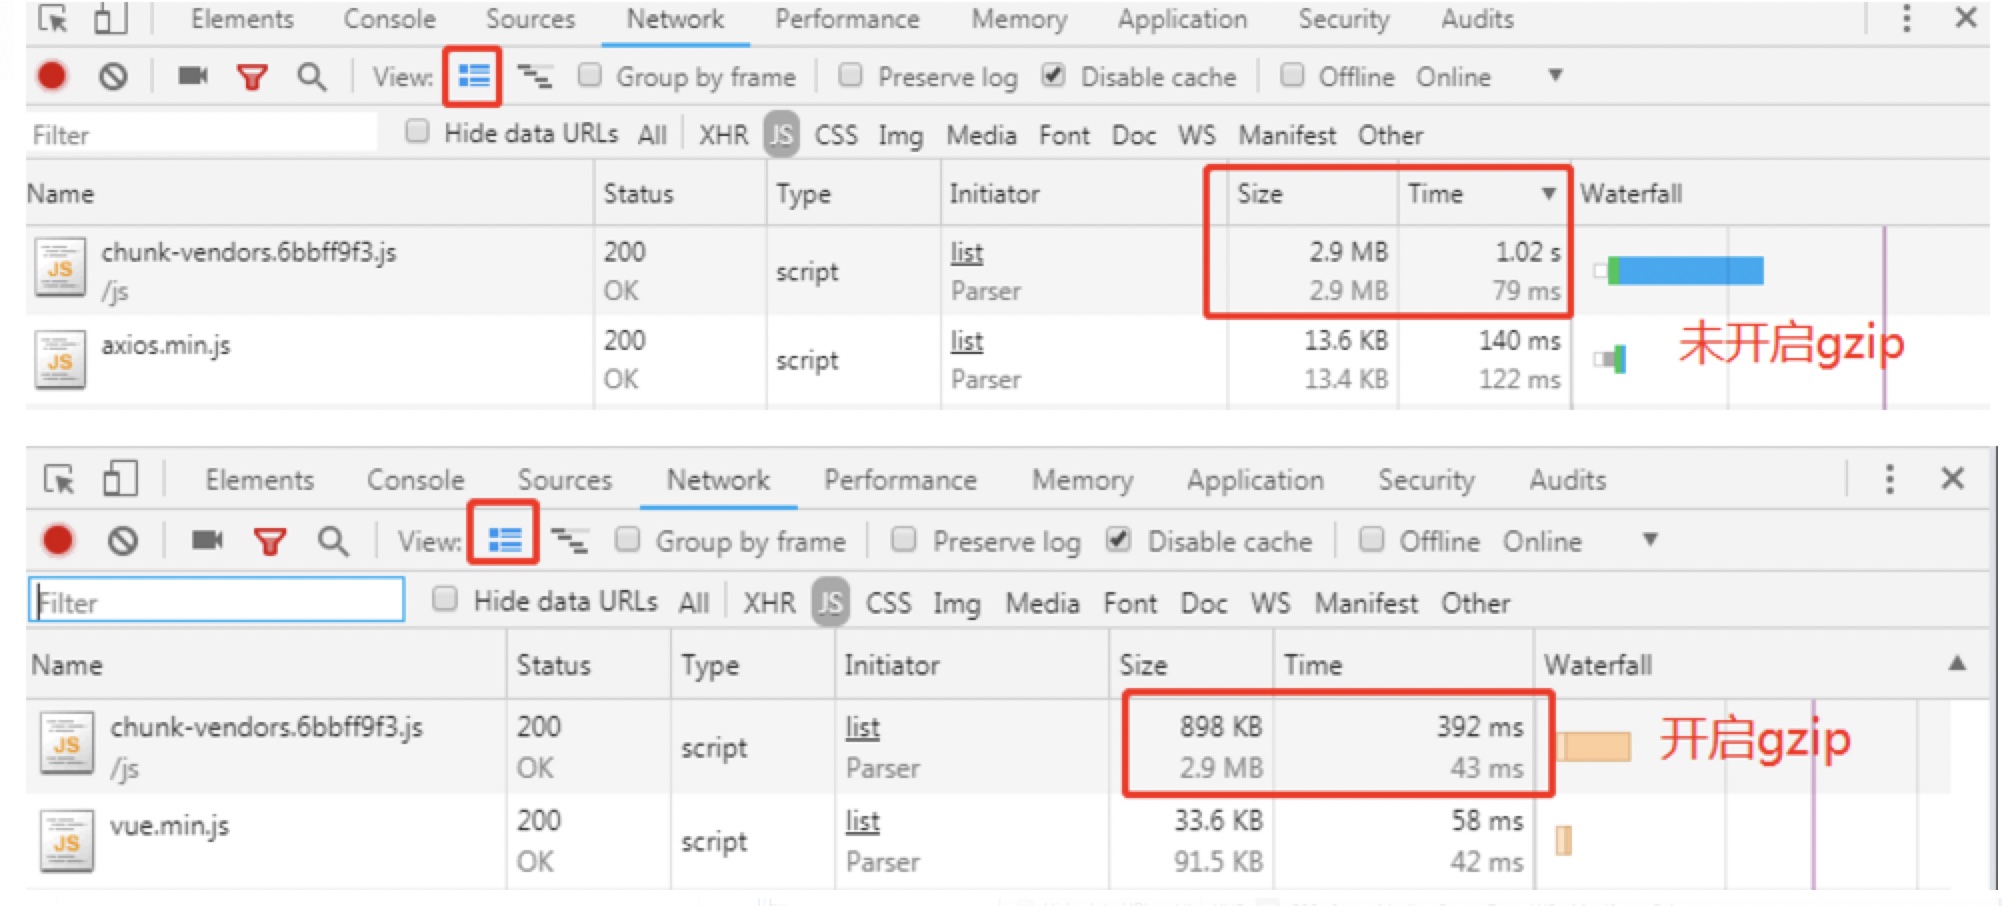 Elements Console Sources Network Performance Memory Application Security Audits
View: Group by frame Preserve log Disable cache Offline Online
Filter Hide data URLs All XHR JS CSS Img Media Font Doc WS Manifest Other
Name Status Type Initiator Size Time Waterfall
chunk-vendors.6bbff9f3.js 200 script list 2.9 MB 1.02 s
/js OK Parser 2.9 MB 79 ms
JS
axios.min.js 200 script list 13.6 KB 140 ms
OK Parser 13.4 KB 122 ms
JS
未开启gzip
Elements Console Sources Network Performance Memory Application Security Audits
View: Group by frame Preserve log Disable cache Offline Online
Filter Hide data URLs All XHR JS CSS Img Media Font Doc WS Manifest Other
Name Status Type Initiator Size Time Waterfall
chunk-vendors.6bbff9f3.js 200 script list 898 KB 392 ms
/js OK Parser 2.9 MB 43 ms
JS
开启gzip
vue.min.js 200 script list 33.6 KB 58 ms
OK Parser 91.5 KB 42 ms
JS